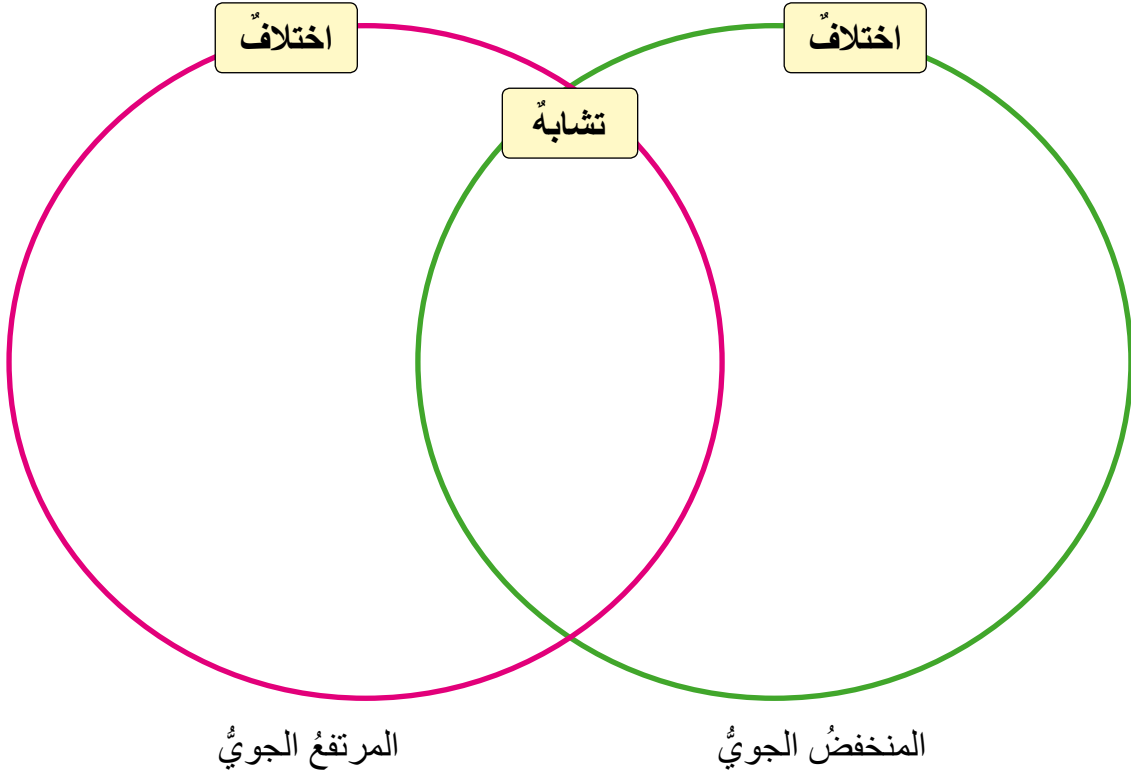 اختلافٌ
اختلافٌ
تشابهٌ
المنخفضُ الجويُّ
المرتفعُ الجويُّ